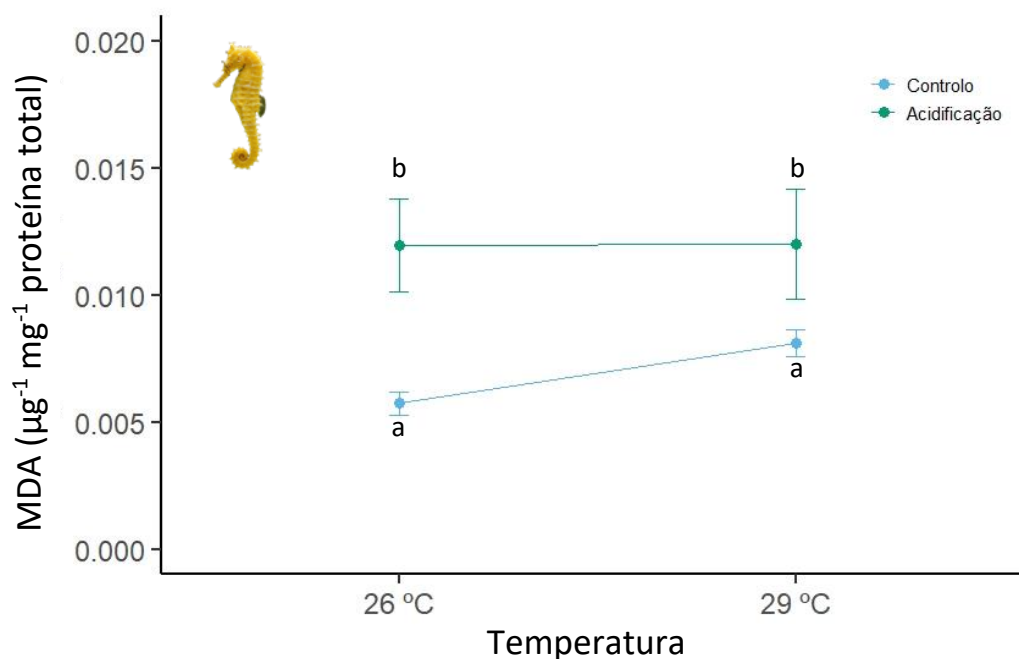 MDA (µg⁻¹ mg⁻¹ proteína total)
0.020
0.015
0.010
0.005
0.000
Controlo
Acidificação
b
b
a
a
26 ºC
29 ºC
Temperatura